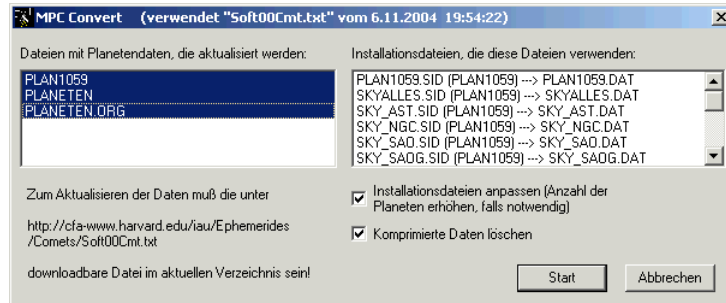 MPC Convert (verwendet "Soft00Cmt.txt" vom 6.11.2004 19:54:22)
Dateien mit Planetendaten, die aktualisiert werden:
PLAN1059
PLANETEN
PLANETEN.ORG
Installationsdateien, die diese Dateien verwenden:
PLAN1059.SID (PLAN1059) ---> PLAN1059.DAT
SKYALLES.SID (PLAN1059) ---> SKYALLES.DAT
SKY_AST.SID (PLAN1059) ---> SKY_AST.DAT
SKY_NGC.SID (PLAN1059) ---> SKY_NGC.DAT
SKY_SAO.SID (PLAN1059) ---> SKY_SAO.DAT
SKY_SAOG.SID (PLAN1059) ---> SKY_SAOG.DAT
Zum Aktualisieren der Daten muß die unter
http://cfa-www.harvard.edu/iau/Ephemerides
/Comets/Soft00Cmt.txt
downloadbare Datei im aktuellen Verzeichnis sein!
Installationsdateien anpassen (Anzahl der
Planeten erhöhen, falls notwendig)
Komprimierte Daten löschen
Start
Abbrechen